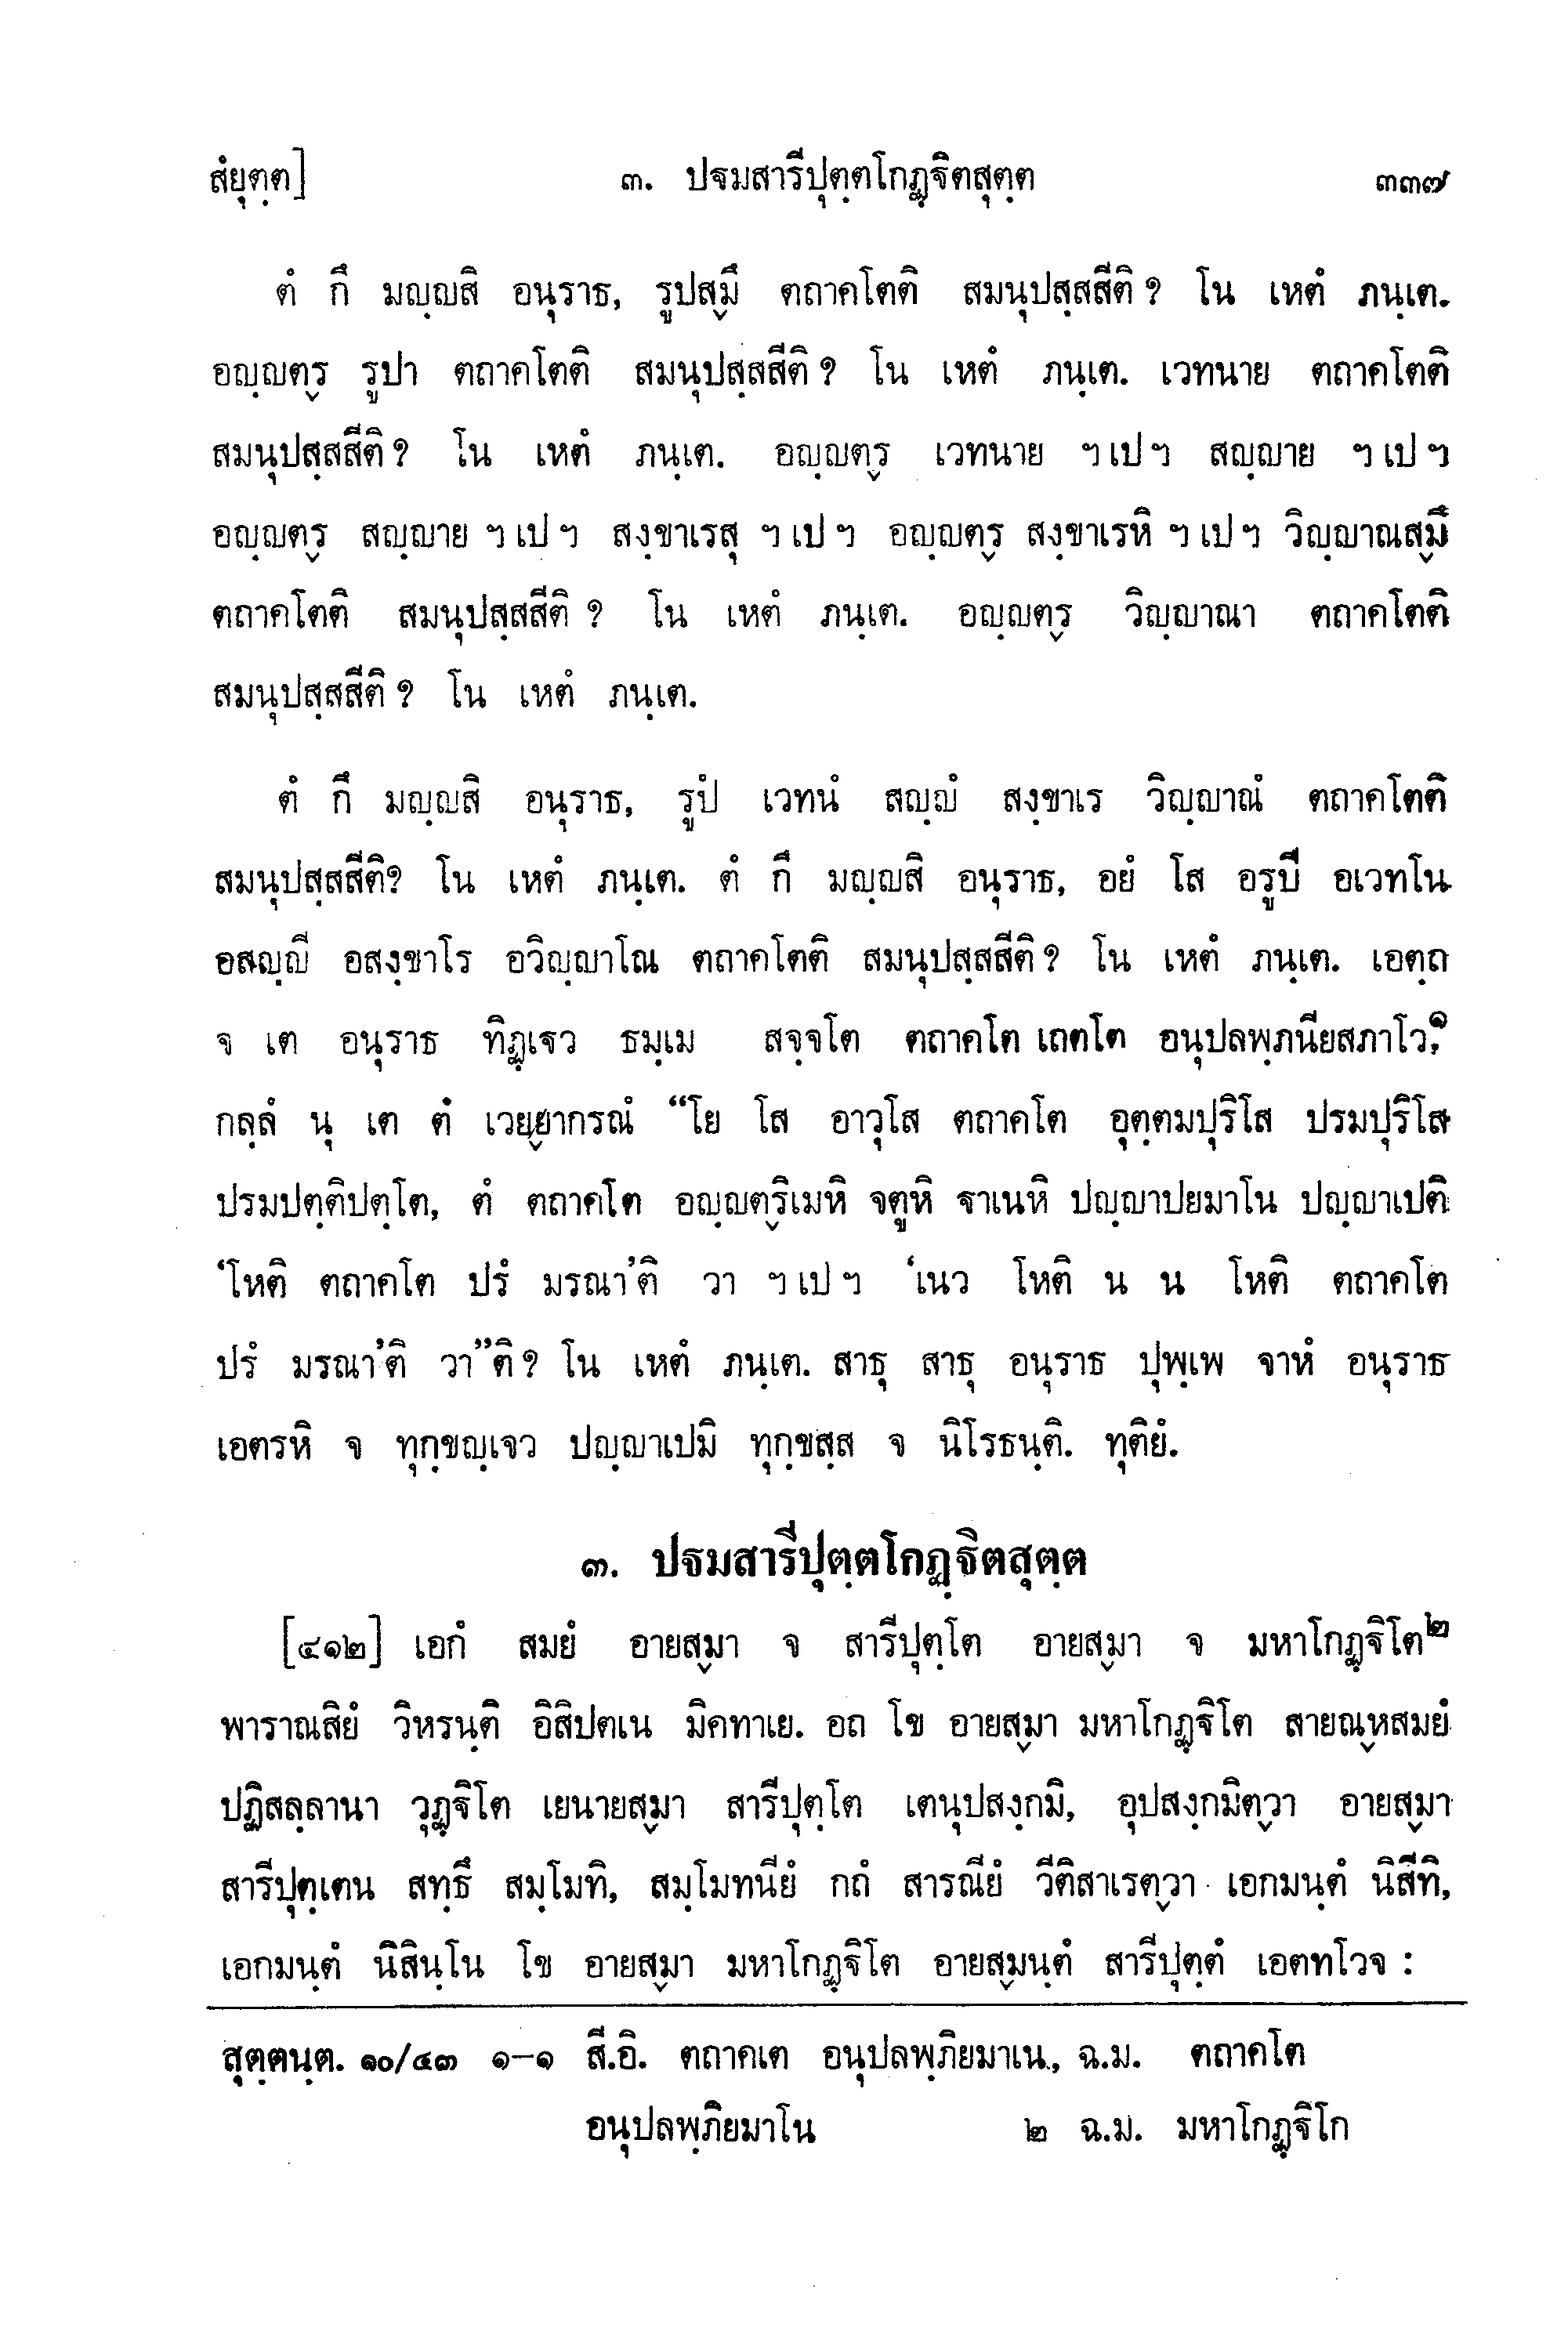 สํยุตฺต] ๓. ปฐมสารีปุตฺตโกฏฺฐิตสุตฺต ๓๓๗
ตํ กึ มญฺญสิ อนุราธ, รูปสฺมึ ตถาคโตติ สมนุปสฺสสีติ ? โน เหตํ ภนฺเต.
อญฺญตฺร รูปา ตถาคโตติ สมนุปสฺสสีติ ? โน เหตํ ภนฺเต. เวทนาย ตถาคโตติ
สมนุปสฺสสีติ ? โน เหตํ ภนฺเต. อญฺญตฺร เวทนาย ฯ เป ฯ สญฺญาย ฯ เป ฯ
อญฺญตฺร สญฺญาย ฯ เป ฯ สงฺขาเรสุ ฯ เป ฯ อญฺญตฺร สงฺขาเรหิ ฯ เป ฯ วิญฺญาณสฺมึ
ตถาคโตติ สมนุปสฺสสีติ ? โน เหตํ ภนฺเต. อญฺญตฺร วิญฺญาณา ตถาคโตติ
สมนุปสฺสสีติ ? โน เหตํ ภนฺเต.
ตํ กึ มญฺญสิ อนุราธ, รูปํ เวทนํ สญฺญํ สงฺขาเร วิญฺญาณํ ตถาคโตติ
สมนุปสฺสสีติ? โน เหตํ ภนฺเต. ตํ กึ มญฺญสิ อนุราธ, อยํ โส อรูปี อเวทโน
อสญฺญี อสงฺขาโร อวิญฺญาโณ ตถาคโตติ สมนุปสฺสสีติ ? โน เหตํ ภนฺเต. เอตฺถ
จ เต อนุราธ ทิฏฺเฐว ธมฺเม สจฺจโต ตถาคโต เถตโต อนุปลพฺภนียสภาโว,๑
กลฺลํ นุ เต ตํ เวยฺยากรณํ “โย โส อาวุโส ตถาคโต อุตฺตมปุริโส ปรมปุริโส
ปรมปตฺติปตฺโต, ตํ ตถาคโต อญฺญตฺริเมหิ จตูหิ ฐาเนหิ ปญฺญาปยมาโน ปญฺญาเปติ
‘โหติ ตถาคโต ปรํ มรณา’ติ วา ฯ เป ฯ ‘เนว โหติ น น โหติ ตถาคโต
ปรํ มรณา’ติ วา”ติ ? โน เหตํ ภนฺเต. สาธุ สาธุ อนุราธ ปุพฺเพ จาหํ อนุราธ
เอตรหิ จ ทุกฺขญฺเจว ปญฺญาเปมิ ทุกฺขสฺส จ นิโรธนฺติ. ทุติยํ.
๓. ปฐมสารีปุตฺตโกฏฺฐิตสุตฺต
[๔๑๒] เอกํ สมยํ อายสฺมา จ สารีปุตฺโต อายสฺมา จ มหาโกฏฺฐิโต๒
พาราณสิยํ วิหรนฺติ อิสิปตเน มิคทาเย. อถ โข อายสฺมา มหาโกฏฺฐิโต สายณฺหสมยํ
ปฏิสลฺลานา วุฏฺฐิโต เยนายสฺมา สารีปุตฺโต เตนุปสงฺกมิ, อุปสงฺกมิตฺวา อายสฺมา
สารีปุตฺเตน สทฺธึ สมฺโมทิ, สมฺโมทนียํ กถํ สารณียํ วีติสาเรตฺวา เอกมนฺตํ นิสีทิ,
เอกมนฺตํ นิสินฺโน โข อายสฺมา มหาโกฏฺฐิโต อายสฺมนฺตํ สารีปุตฺตํ เอตทโวจ :
สุตฺตนฺต. ๑๐/๔๓ ๑-๑ สี.อิ. ตถาคเต อนุปลพฺภิยมาเน, ฉ.ม. ตถาคโต
อนุปลพฺภิยมาโน ๒ ฉ.ม. มหาโกฏฺฐิโก